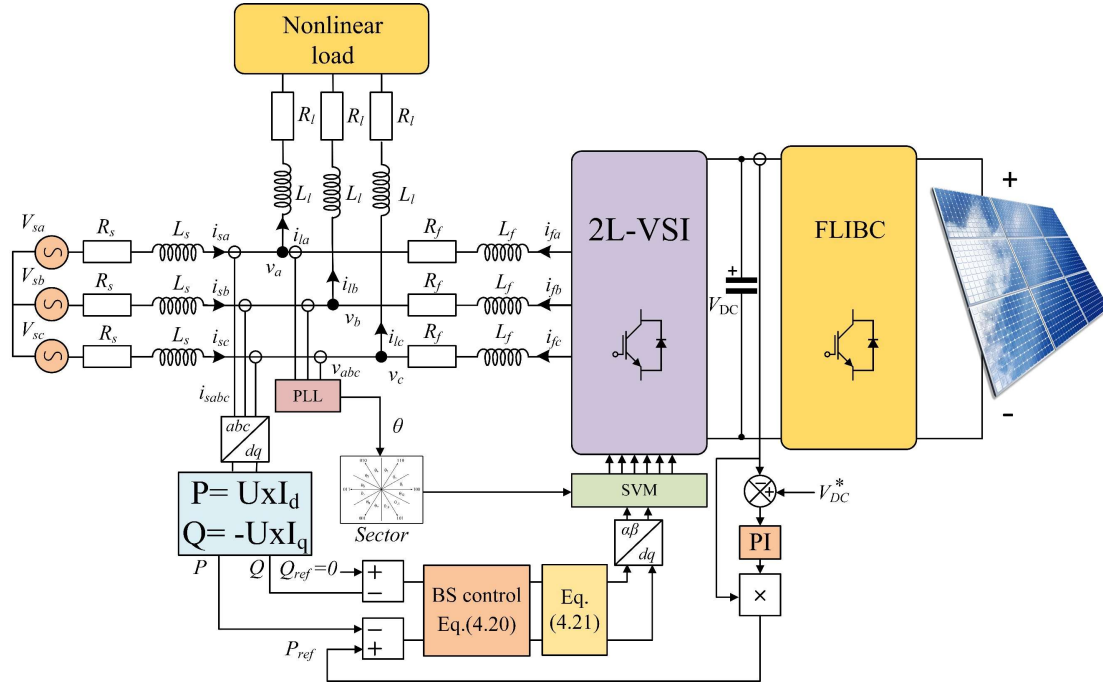 Nonlinear
load
R_l
R_l
R_l
L_l
L_l
L_l
V_sa
R_s
L_s
i_sa
i_la
v_a
R_f
L_f
i_fa
V_sb
R_s
L_s
i_sb
i_lb
v_b
R_f
L_f
i_fb
V_sc
R_s
L_s
i_sc
i_lc
v_c
R_f
L_f
i_fc
v_abc
i_sabc
2L-VSI
+
V_DC
FLIBC
+
-
PLL
θ
abc
dq
P= UxI_d
Q= -UxI_q
P
Q
Sector
SVM
αβ
dq
Q_ref=0
+
−
−
+
P_ref
BS control
Eq.(4.20)
Eq.
(4.21)
−
+
V_DC*
PI
×